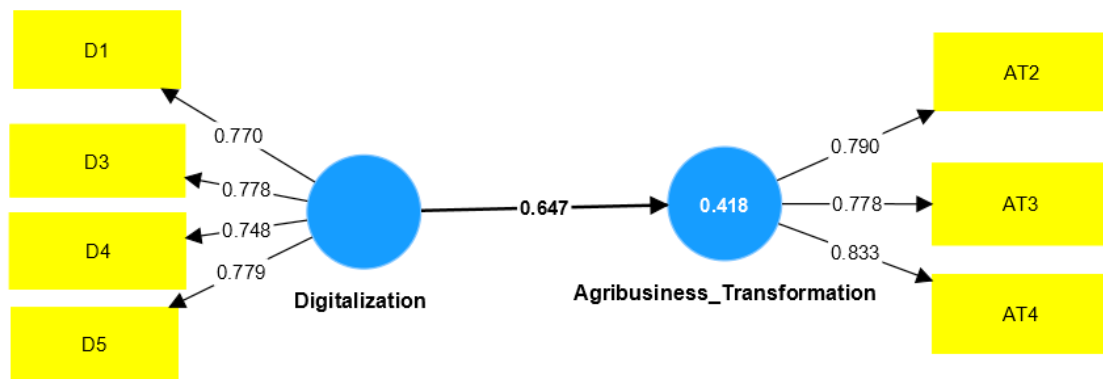 D1
D3
D4
D5
0.770
0.778
0.748
0.779
Digitalization
0.647
0.418
Agribusiness_Transformation
0.790
0.778
0.833
AT2
AT3
AT4